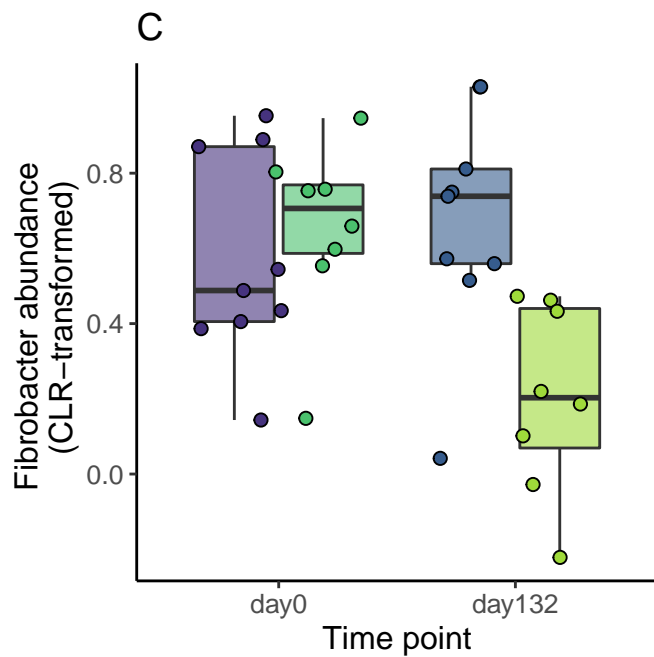 C
Fibrobacter abundance
(CLR−transformed)
0.8
0.4
0.0
day0
day132
Time point